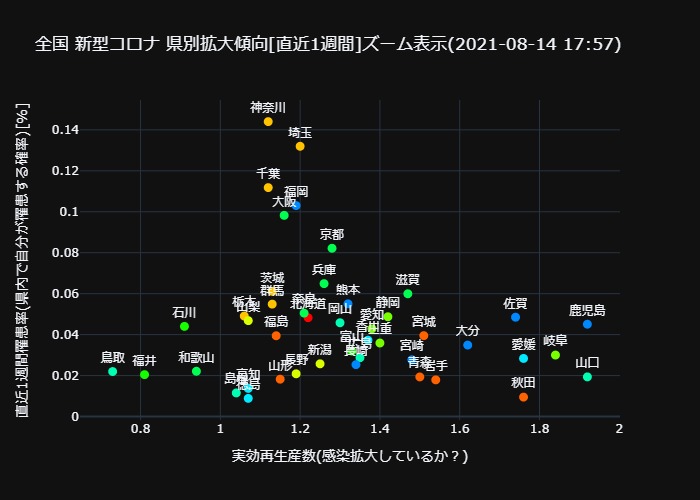 全国 新型コロナ 県別拡大傾向[直近1週間]ズーム表示(2021-08-14 17:57)
直近1週間罹患率(県内で自分が罹患する確率)[%]
0.14
0.12
0.1
0.08
0.06
0.04
0.02
0
神奈川
埼玉
千葉
福岡
大阪
京都
兵庫
茨城
群馬
熊本
滋賀
奈良
北海道
栃木
山梨
岡山
静岡
愛知
佐賀
鹿児島
石川
福島
宮城
大分
富山
宮崎
愛媛
岐阜
鳥取
福井
和歌山
新潟
長野
山形
高知
徳島
青森
岩手
秋田
山口
0.8
1
1.2
1.4
1.6
1.8
2
実効再生産数(感染拡大しているか？)